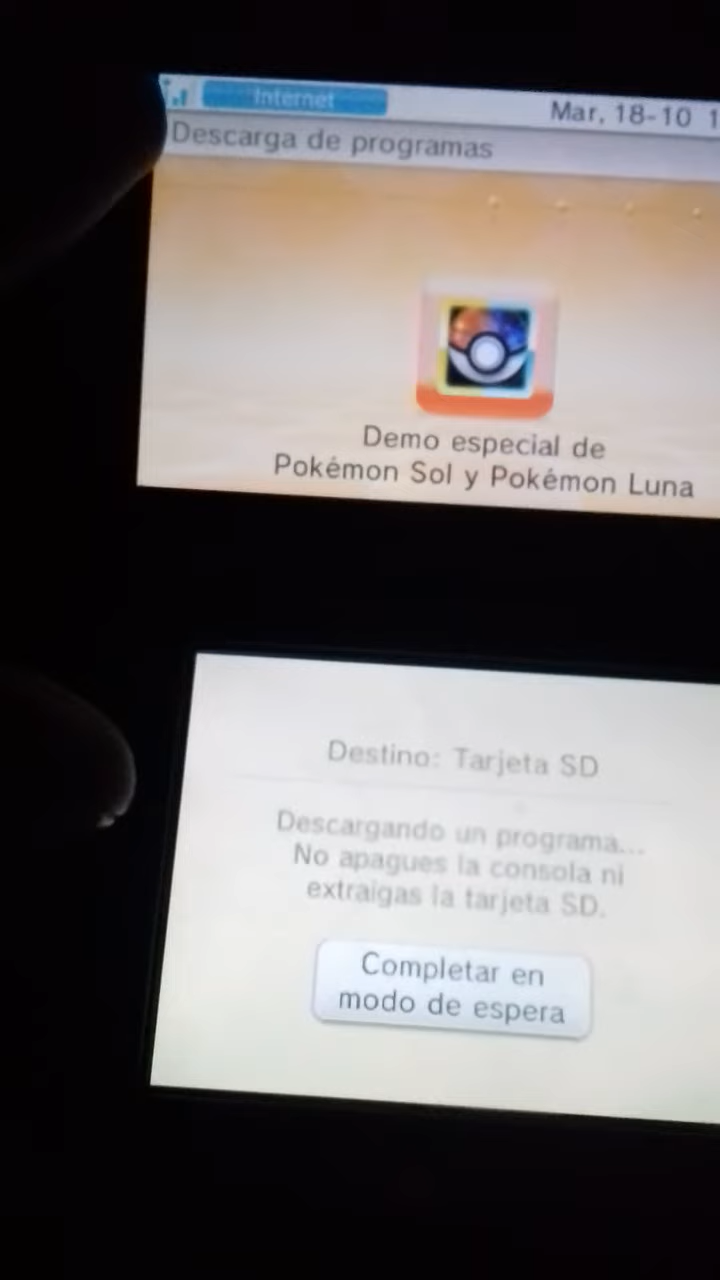 Internet
Mar, 18-10 1
Descarga de programas
Demo especial de
Pokémon Sol y Pokémon Luna
Destino: Tarjeta SD
Descargando un programa...
No apagues la consola ni
extraigas la tarjeta SD.
Completar en
modo de espera